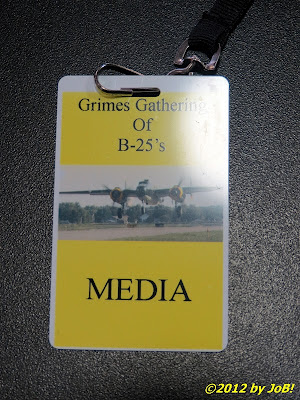 Grimes Gathering
Of
B-25's
MEDIA
©2012 by JoB!